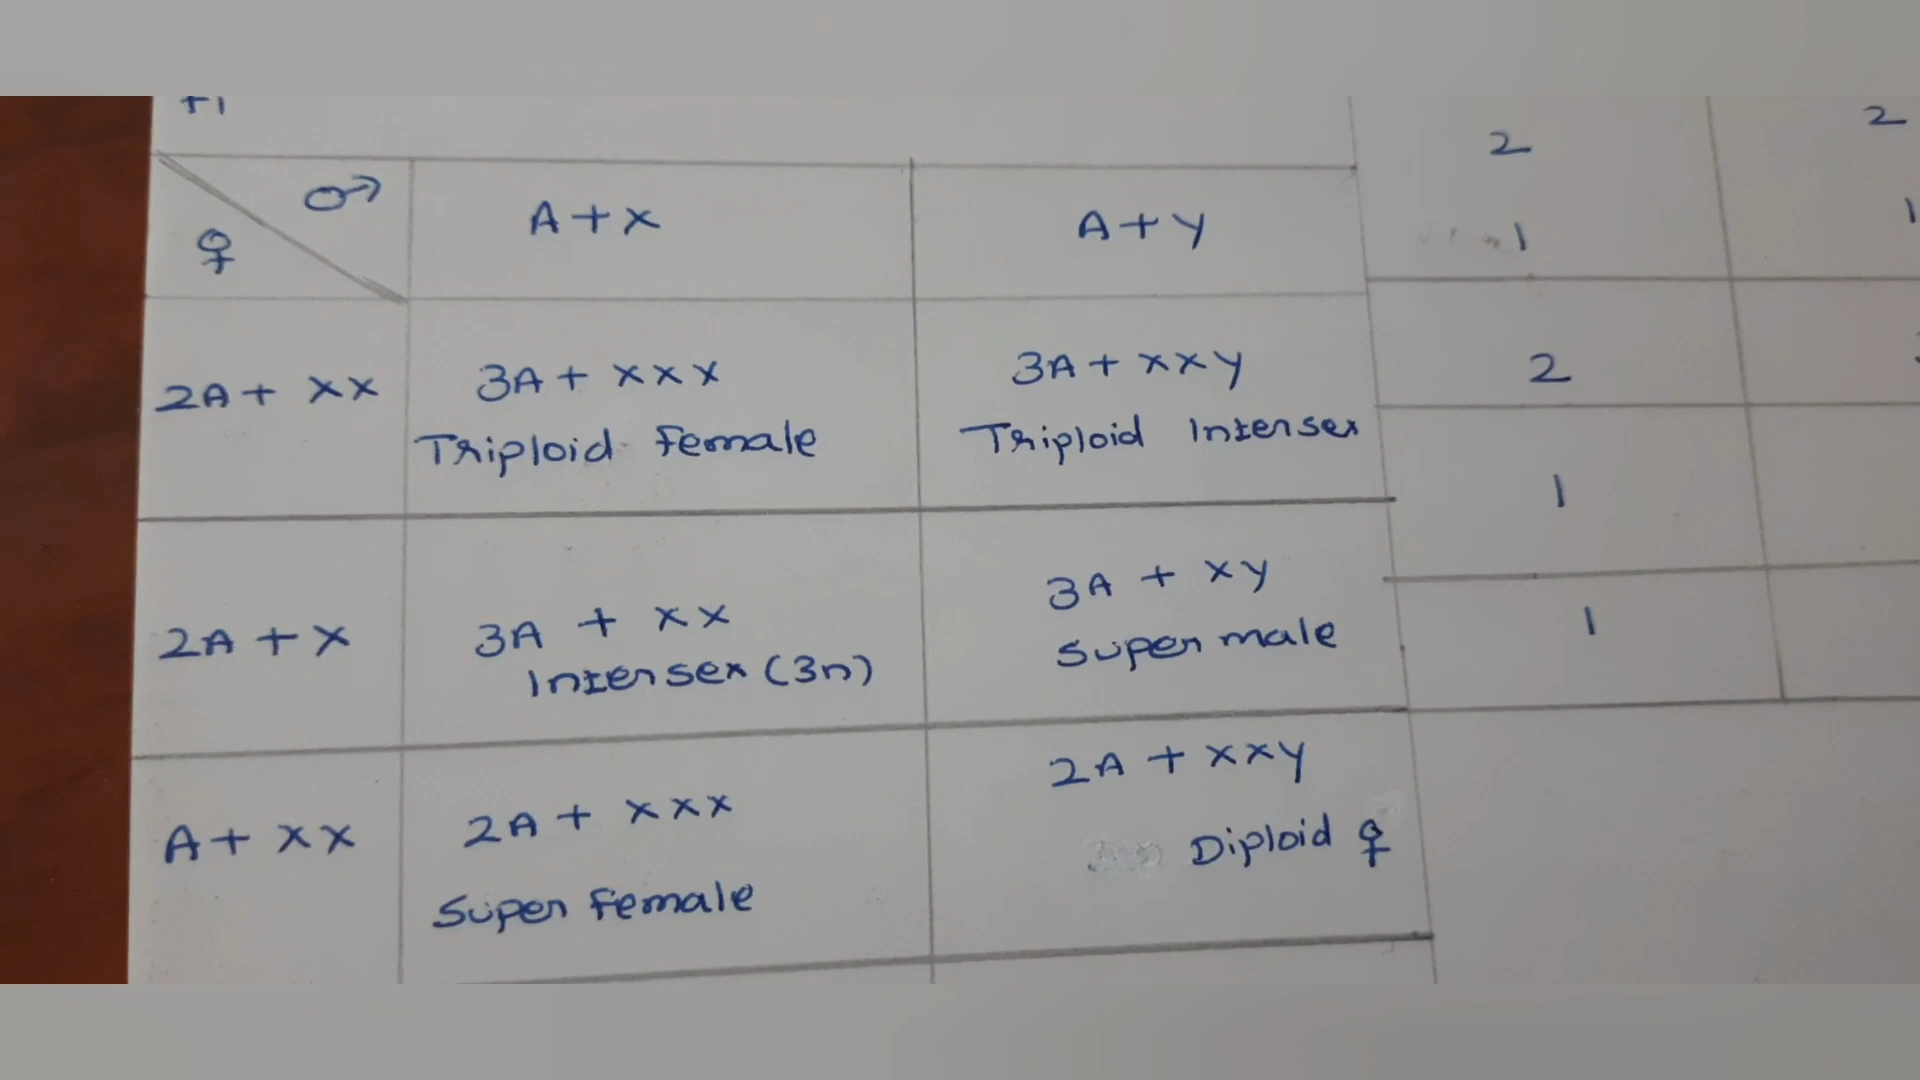 ♂
♀
A + X
A + Y
2
2
1
1
2A + XX
3A + XXX
Triploid Female
3A + XXY
Triploid Intersex
2
1
2A + X
3A + XX
Intersex (3n)
3A + XY
Super male
1
A + XX
2A + XXX
Super Female
2A + XXY
Diploid ♀